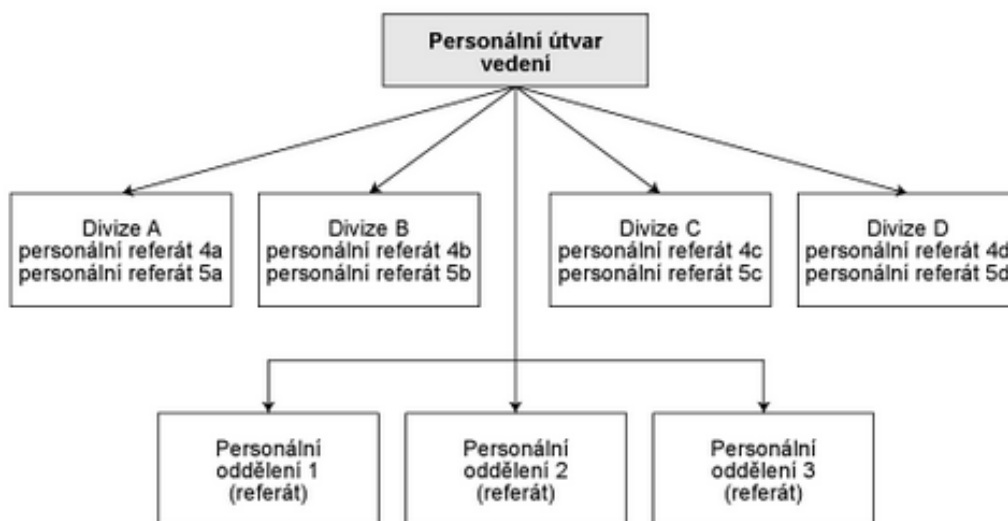 Personální útvar
vedení
Divize A
personální referát 4a
personální referát 5a
Divize B
personální referát 4b
personální referát 5b
Divize C
personální referát 4c
personální referát 5c
Divize D
personální referát 4d
personální referát 5d
Personální
oddělení 1
(referát)
Personální
oddělení 2
(referát)
Personální
oddělení 3
(referát)